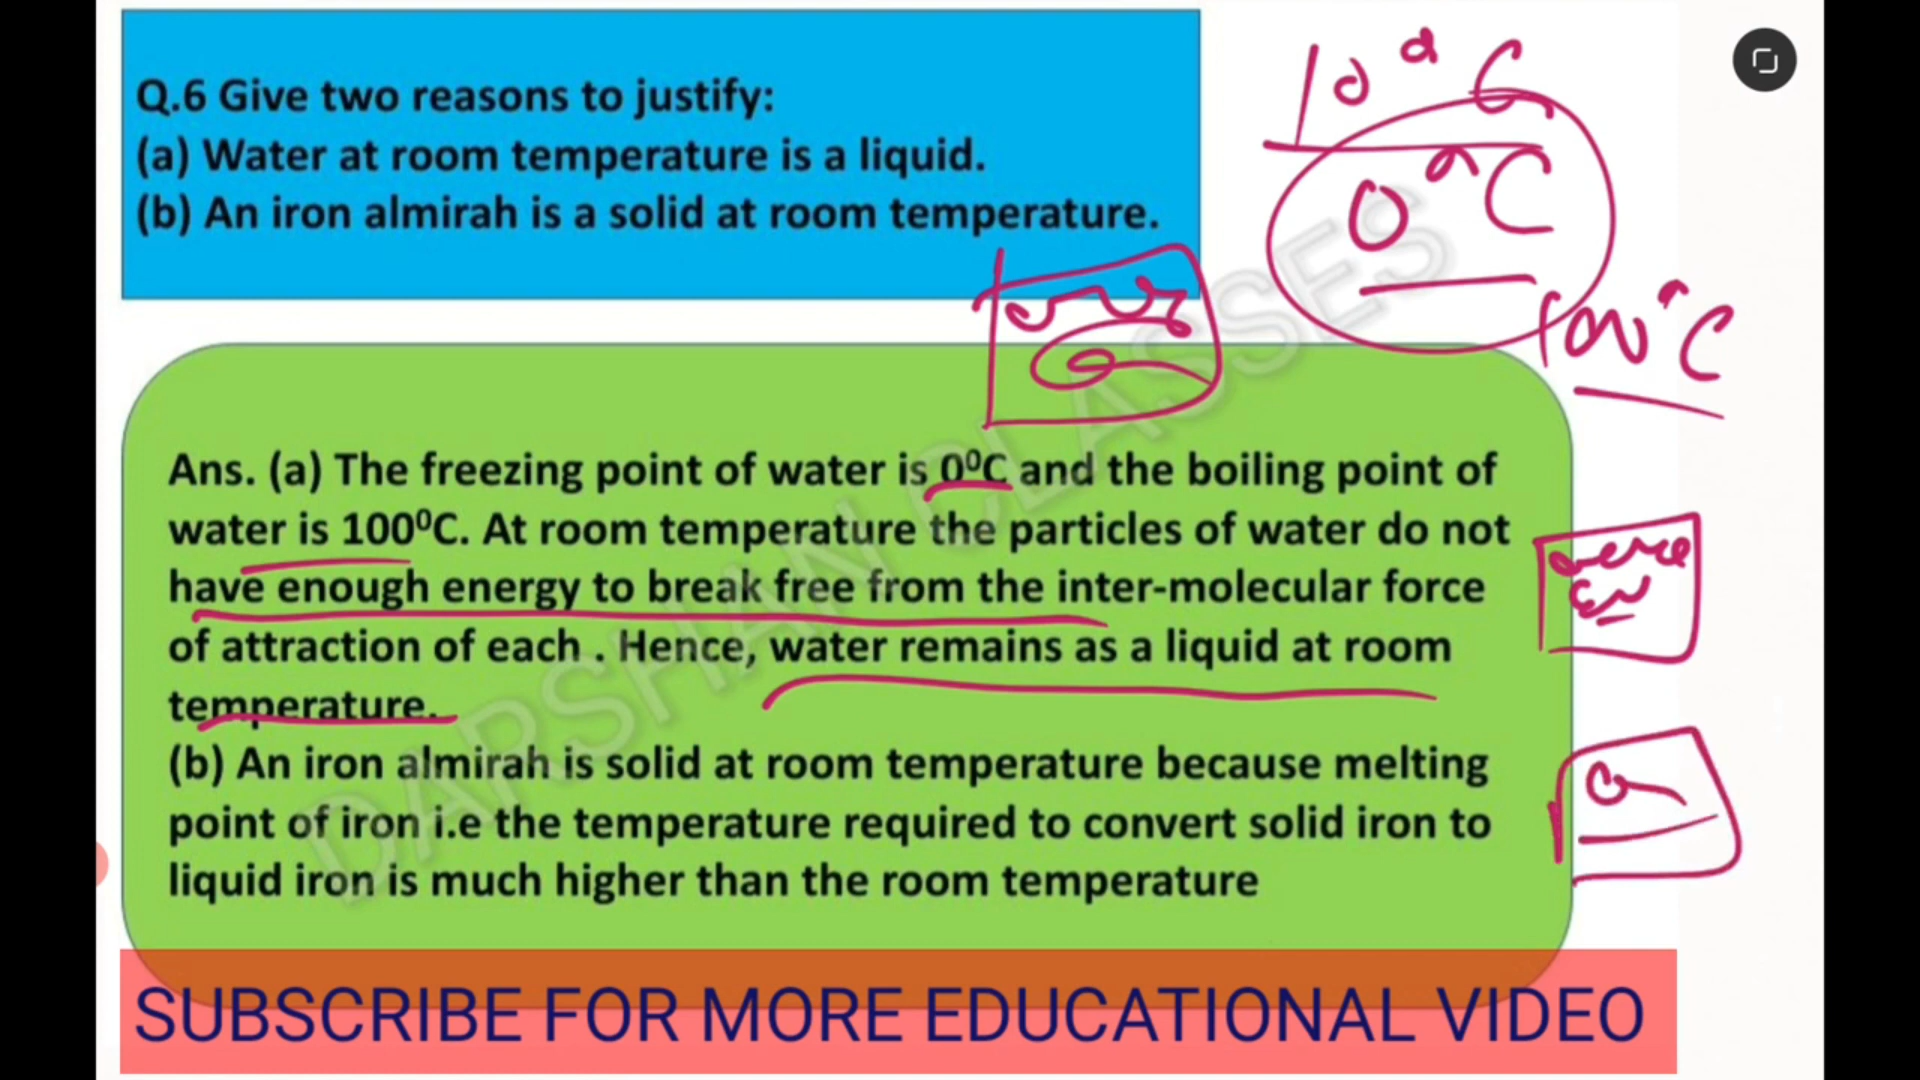 Q.6 Give two reasons to justify:
(a) Water at room temperature is a liquid.
(b) An iron almirah is a solid at room temperature.
10°C
0°C
100°C
Ans. (a) The freezing point of water is 0⁰C and the boiling point of
water is 100⁰C. At room temperature the particles of water do not
have enough energy to break free from the inter-molecular force
of attraction of each . Hence, water remains as a liquid at room
temperature.
(b) An iron almirah is solid at room temperature because melting
point of iron i.e the temperature required to convert solid iron to
liquid iron is much higher than the room temperature
DARSHAN CLASSES
SUBSCRIBE FOR MORE EDUCATIONAL VIDEO